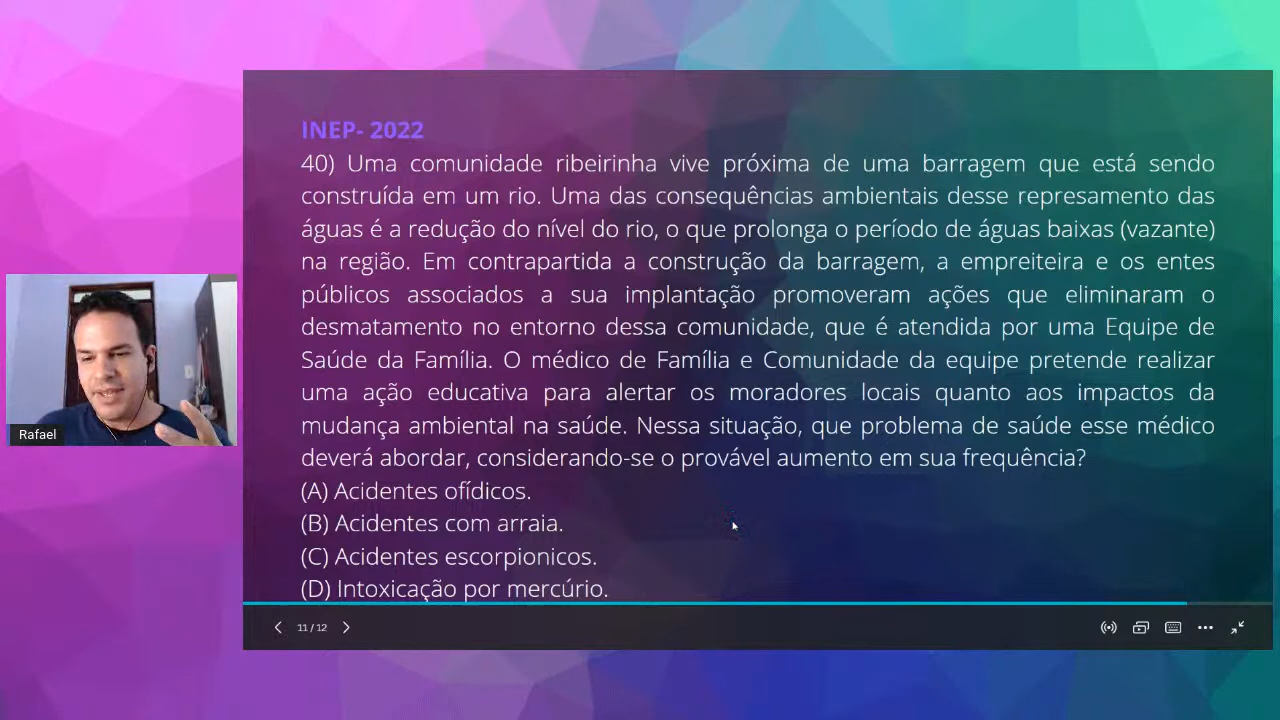 INEP- 2022
40) Uma comunidade ribeirinha vive próxima de uma barragem que está sendo
construída em um rio. Uma das consequências ambientais desse represamento das
águas é a redução do nível do rio, o que prolonga o período de águas baixas (vazante)
na região. Em contrapartida a construção da barragem, a empreiteira e os entes
públicos associados a sua implantação promoveram ações que eliminaram o
desmatamento no entorno dessa comunidade, que é atendida por uma Equipe de
Saúde da Família. O médico de Família e Comunidade da equipe pretende realizar
uma ação educativa para alertar os moradores locais quanto aos impactos da
mudança ambiental na saúde. Nessa situação, que problema de saúde esse médico
deverá abordar, considerando-se o provável aumento em sua frequência?
(A) Acidentes ofídicos.
(B) Acidentes com arraia.
(C) Acidentes escorpionicos.
(D) Intoxicação por mercúrio.
Rafael
11 / 12